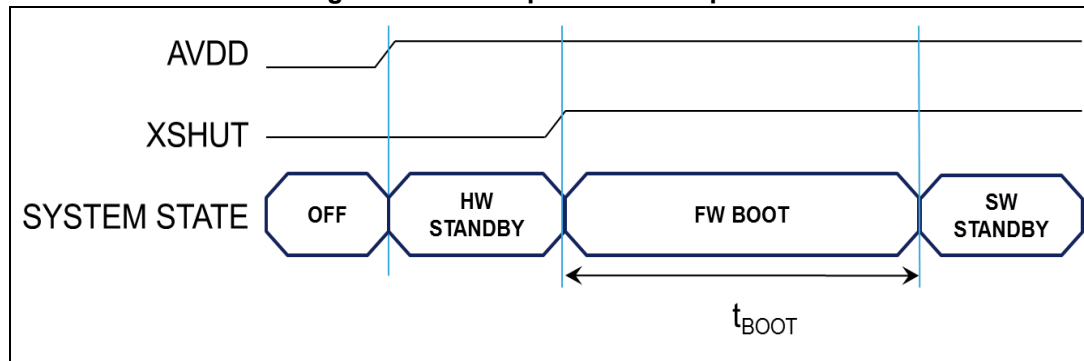 AVDD
XSHUT
SYSTEM STATE
OFF
HW
STANDBY
FW BOOT
SW
STANDBY
tBOOT